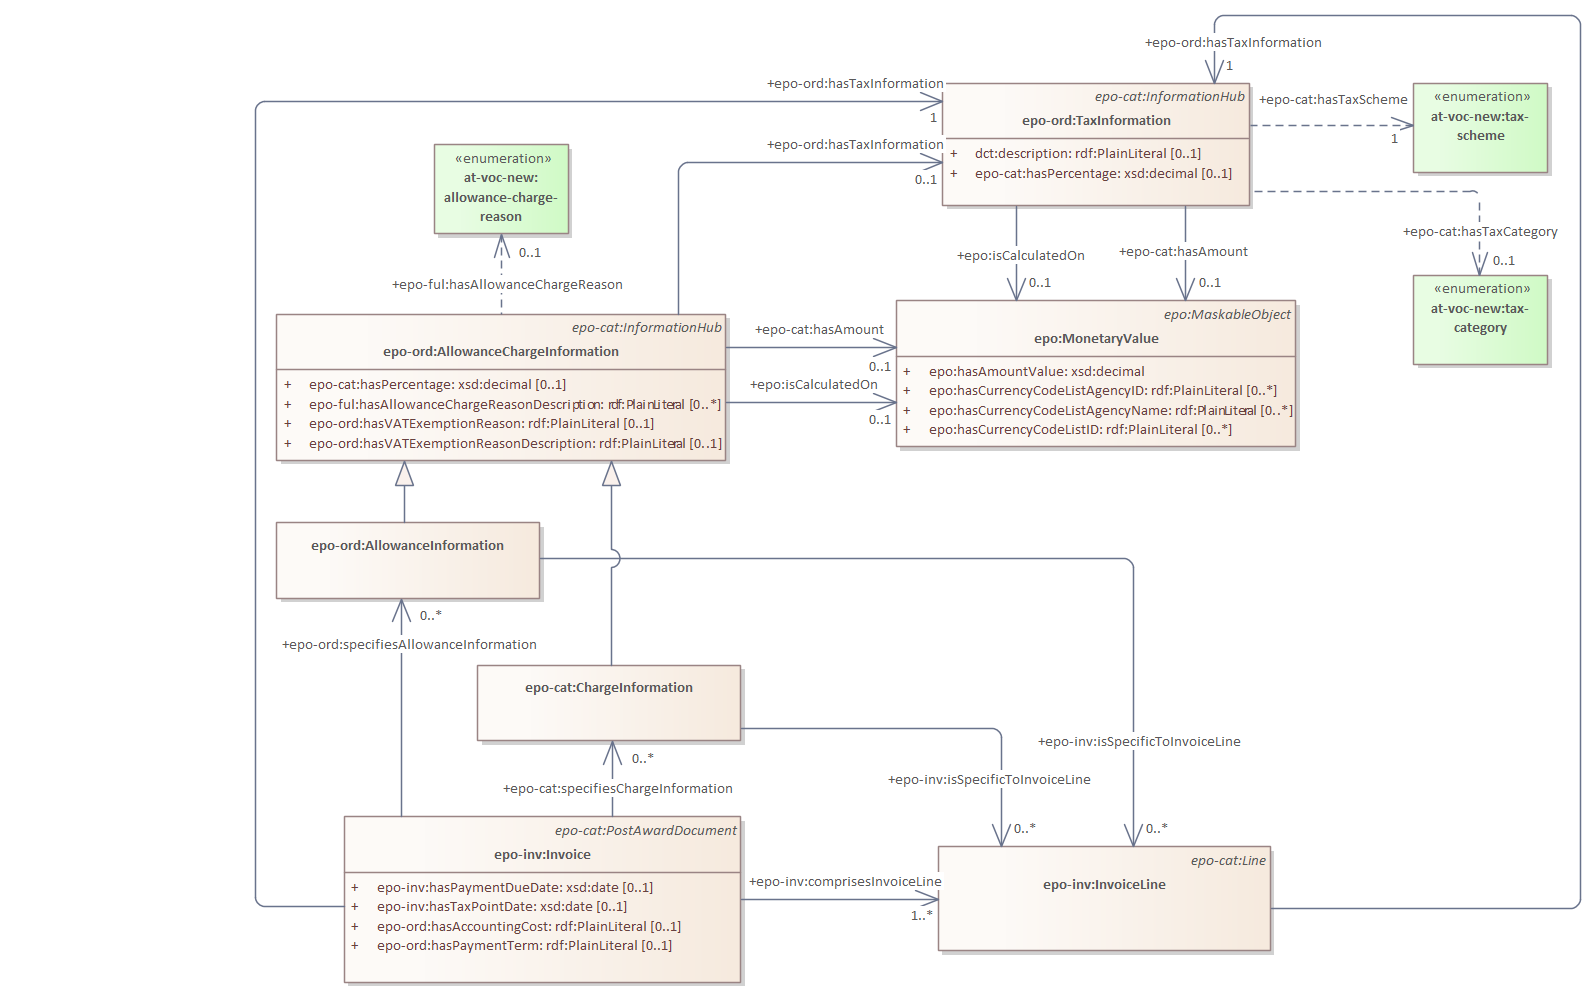 +epo-ord:hasTaxInformation
1
+epo-ord:hasTaxInformation
1
epo-cat:InformationHub
epo-ord:TaxInformation
+ dct:description: rdf:PlainLiteral [0..1]
+ epo-cat:hasPercentage: xsd:decimal [0..1]
+epo-cat:hasTaxScheme
1
«enumeration»
at-voc-new:tax-
scheme
+epo-ord:hasTaxInformation
0..1
«enumeration»
at-voc-new:
allowance-charge-
reason
0..1
+epo-ful:hasAllowanceChargeReason
+epo:isCalculatedOn
0..1
+epo-cat:hasAmount
0..1
+epo-cat:hasTaxCategory
0..1
«enumeration»
at-voc-new:tax-
category
epo-cat:InformationHub
epo-ord:AllowanceChargeInformation
+ epo-cat:hasPercentage: xsd:decimal [0..1]
+ epo-ful:hasAllowanceChargeReasonDescription: rdf:PlainLiteral [0..*]
+ epo-ord:hasVATExemptionReason: rdf:PlainLiteral [0..1]
+ epo-ord:hasVATExemptionReasonDescription: rdf:PlainLiteral [0..1]
+epo-cat:hasAmount
0..1
+epo:isCalculatedOn
0..1
epo:MaskableObject
epo:MonetaryValue
+ epo:hasAmountValue: xsd:decimal
+ epo:hasCurrencyCodeListAgencyID: rdf:PlainLiteral [0..*]
+ epo:hasCurrencyCodeListAgencyName: rdf:PlainLiteral [0..*]
+ epo:hasCurrencyCodeListID: rdf:PlainLiteral [0..*]
epo-ord:AllowanceInformation
0..*
+epo-ord:specifiesAllowanceInformation
epo-cat:ChargeInformation
0..*
+epo-cat:specifiesChargeInformation
+epo-inv:isSpecificToInvoiceLine
0..*
+epo-inv:isSpecificToInvoiceLine
0..*
epo-cat:PostAwardDocument
epo-inv:Invoice
+ epo-inv:hasPaymentDueDate: xsd:date [0..1]
+ epo-inv:hasTaxPointDate: xsd:date [0..1]
+ epo-ord:hasAccountingCost: rdf:PlainLiteral [0..1]
+ epo-ord:hasPaymentTerm: rdf:PlainLiteral [0..1]
+epo-inv:comprisesInvoiceLine
1..*
epo-cat:Line
epo-inv:InvoiceLine